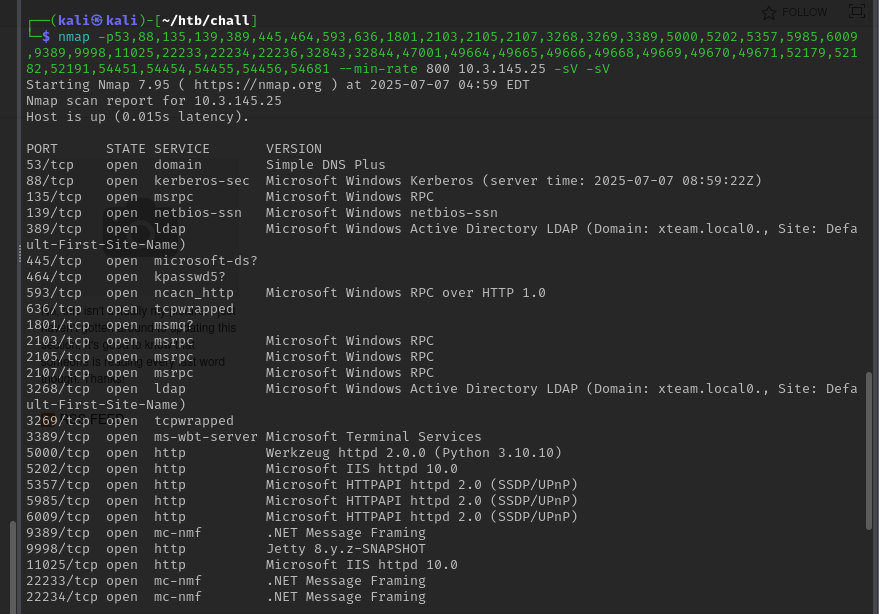 FOLLOW
┌──(kali㉿kali)-[~/htb/chall]
└─$ nmap -p53,88,135,139,389,445,464,593,636,1801,2103,2105,2107,3268,3269,3389,5000,5202,5357,5985,6009
,9389,9998,11025,22233,22234,22236,32843,32844,47001,49664,49665,49666,49668,49669,49670,49671,52179,521
82,52191,54451,54454,54455,54456,54681 --min-rate 800 10.3.145.25 -sV -sV
Starting Nmap 7.95 ( https://nmap.org ) at 2025-07-07 04:59 EDT
Nmap scan report for 10.3.145.25
Host is up (0.015s latency).
PORT      STATE SERVICE       VERSION
53/tcp    open  domain        Simple DNS Plus
88/tcp    open  kerberos-sec  Microsoft Windows Kerberos (server time: 2025-07-07 08:59:22Z)
135/tcp   open  msrpc         Microsoft Windows RPC
139/tcp   open  netbios-ssn   Microsoft Windows netbios-ssn
389/tcp   open  ldap          Microsoft Windows Active Directory LDAP (Domain: xteam.local0., Site: Defa
ult-First-Site-Name)
445/tcp   open  microsoft-ds?
464/tcp   open  kpasswd5?
593/tcp   open  ncacn_http    Microsoft Windows RPC over HTTP 1.0
636/tcp   open  tcpwrapped
1801/tcp  open  msmq?
2103/tcp  open  msrpc         Microsoft Windows RPC
2105/tcp  open  msrpc         Microsoft Windows RPC
2107/tcp  open  msrpc         Microsoft Windows RPC
3268/tcp  open  ldap          Microsoft Windows Active Directory LDAP (Domain: xteam.local0., Site: Defa
ult-First-Site-Name)
3269/tcp  open  tcpwrapped
3389/tcp  open  ms-wbt-server Microsoft Terminal Services
5000/tcp  open  http          Werkzeug httpd 2.0.0 (Python 3.10.10)
5202/tcp  open  http          Microsoft IIS httpd 10.0
5357/tcp  open  http          Microsoft HTTPAPI httpd 2.0 (SSDP/UPnP)
5985/tcp  open  http          Microsoft HTTPAPI httpd 2.0 (SSDP/UPnP)
6009/tcp  open  http          Microsoft HTTPAPI httpd 2.0 (SSDP/UPnP)
9389/tcp  open  mc-nmf        .NET Message Framing
9998/tcp  open  http          Jetty 8.y.z-SNAPSHOT
11025/tcp open  http          Microsoft IIS httpd 10.0
22233/tcp open  mc-nmf        .NET Message Framing
22234/tcp open  mc-nmf        .NET Message Framing